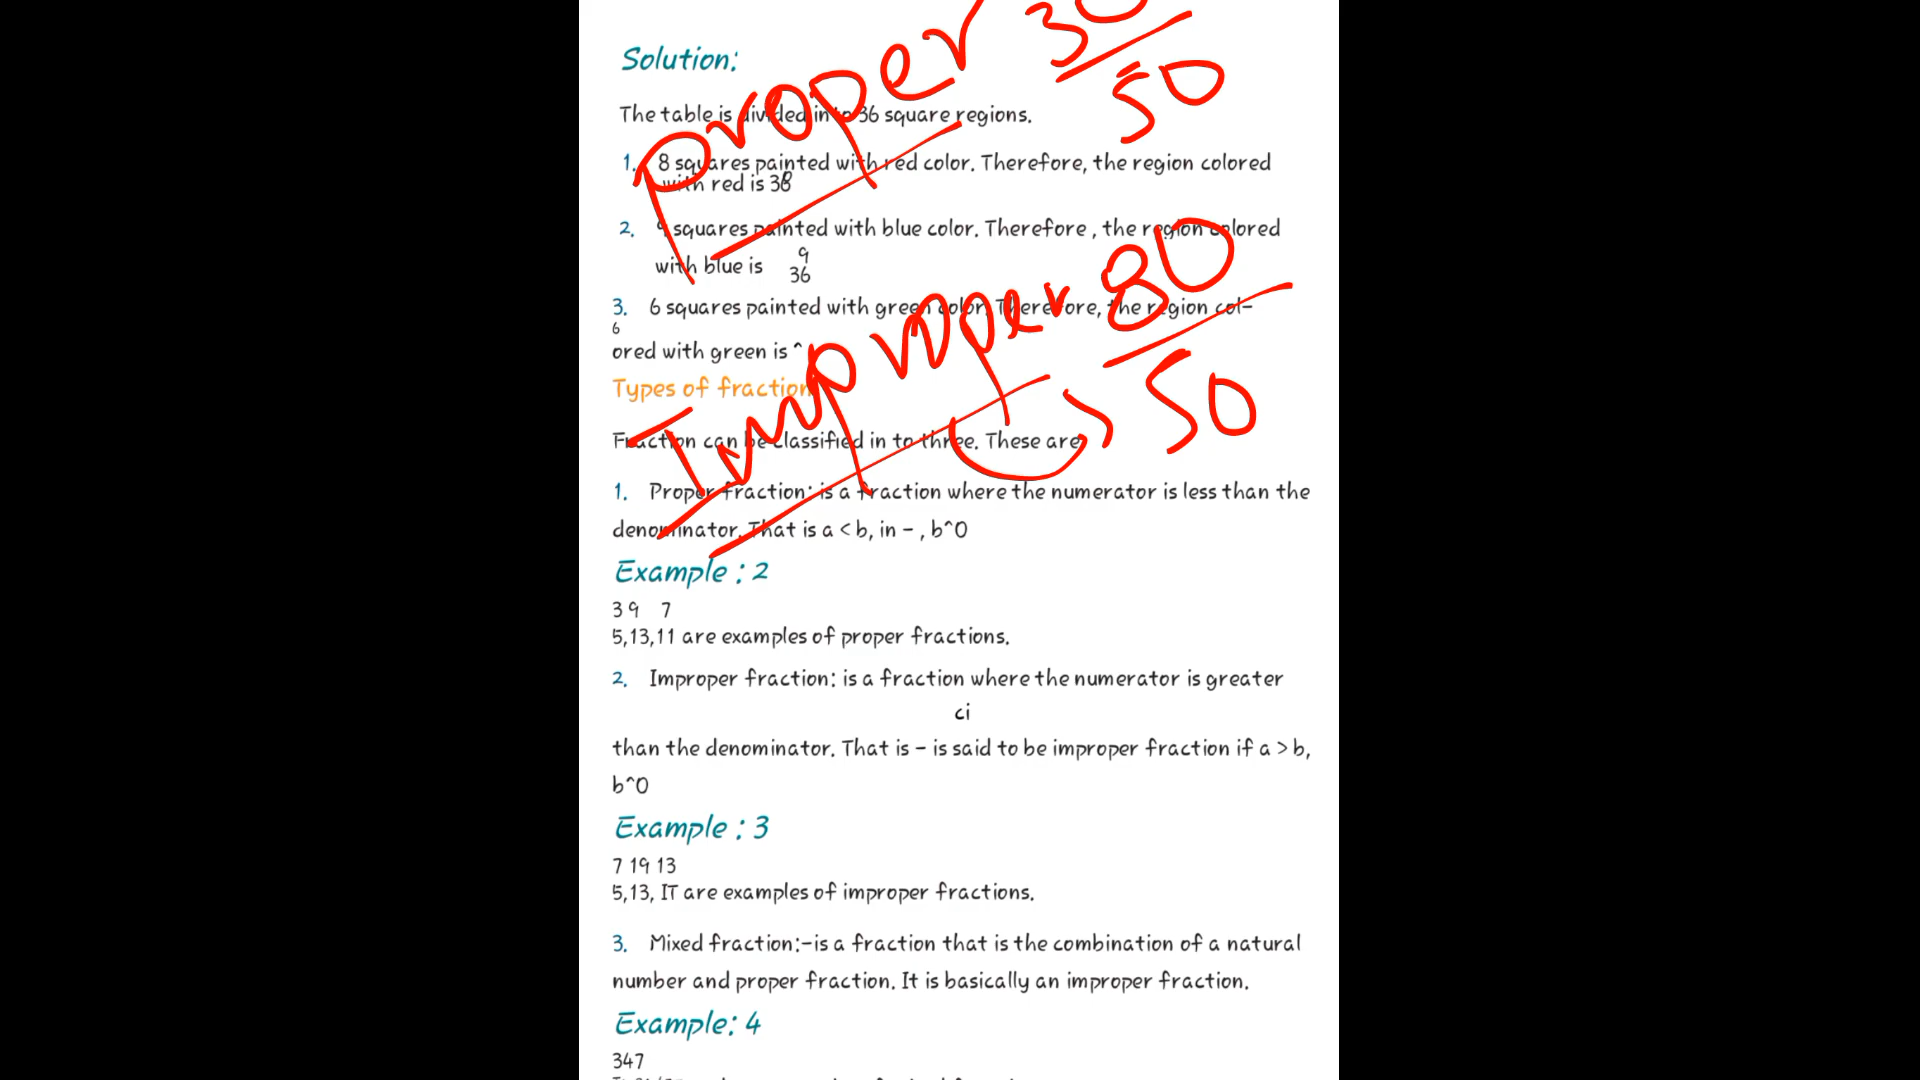 Proper 30
50
Solution:
The table is divided into 36 square regions.
1. 8 squares painted with red color. Therefore, the region colored
with red is 36
2. 9 squares painted with blue color. Therefore , the region colored
with blue is 9
36
Improper 80
50
3. 6 squares painted with green color. Therefore, the region col-
6
ored with green is ^
Types of fraction
Fraction can be classified in to three. These are
1. Proper fraction: is a fraction where the numerator is less than the
denominator. That is a < b, in - , b^0
Example : 2
3 9 7
5,13,11 are examples of proper fractions.
2. Improper fraction: is a fraction where the numerator is greater
ci
than the denominator. That is - is said to be improper fraction if a > b,
b^0
Example : 3
7 19 13
5,13, IT are examples of improper fractions.
3. Mixed fraction:-is a fraction that is the combination of a natural
number and proper fraction. It is basically an improper fraction.
Example: 4
347